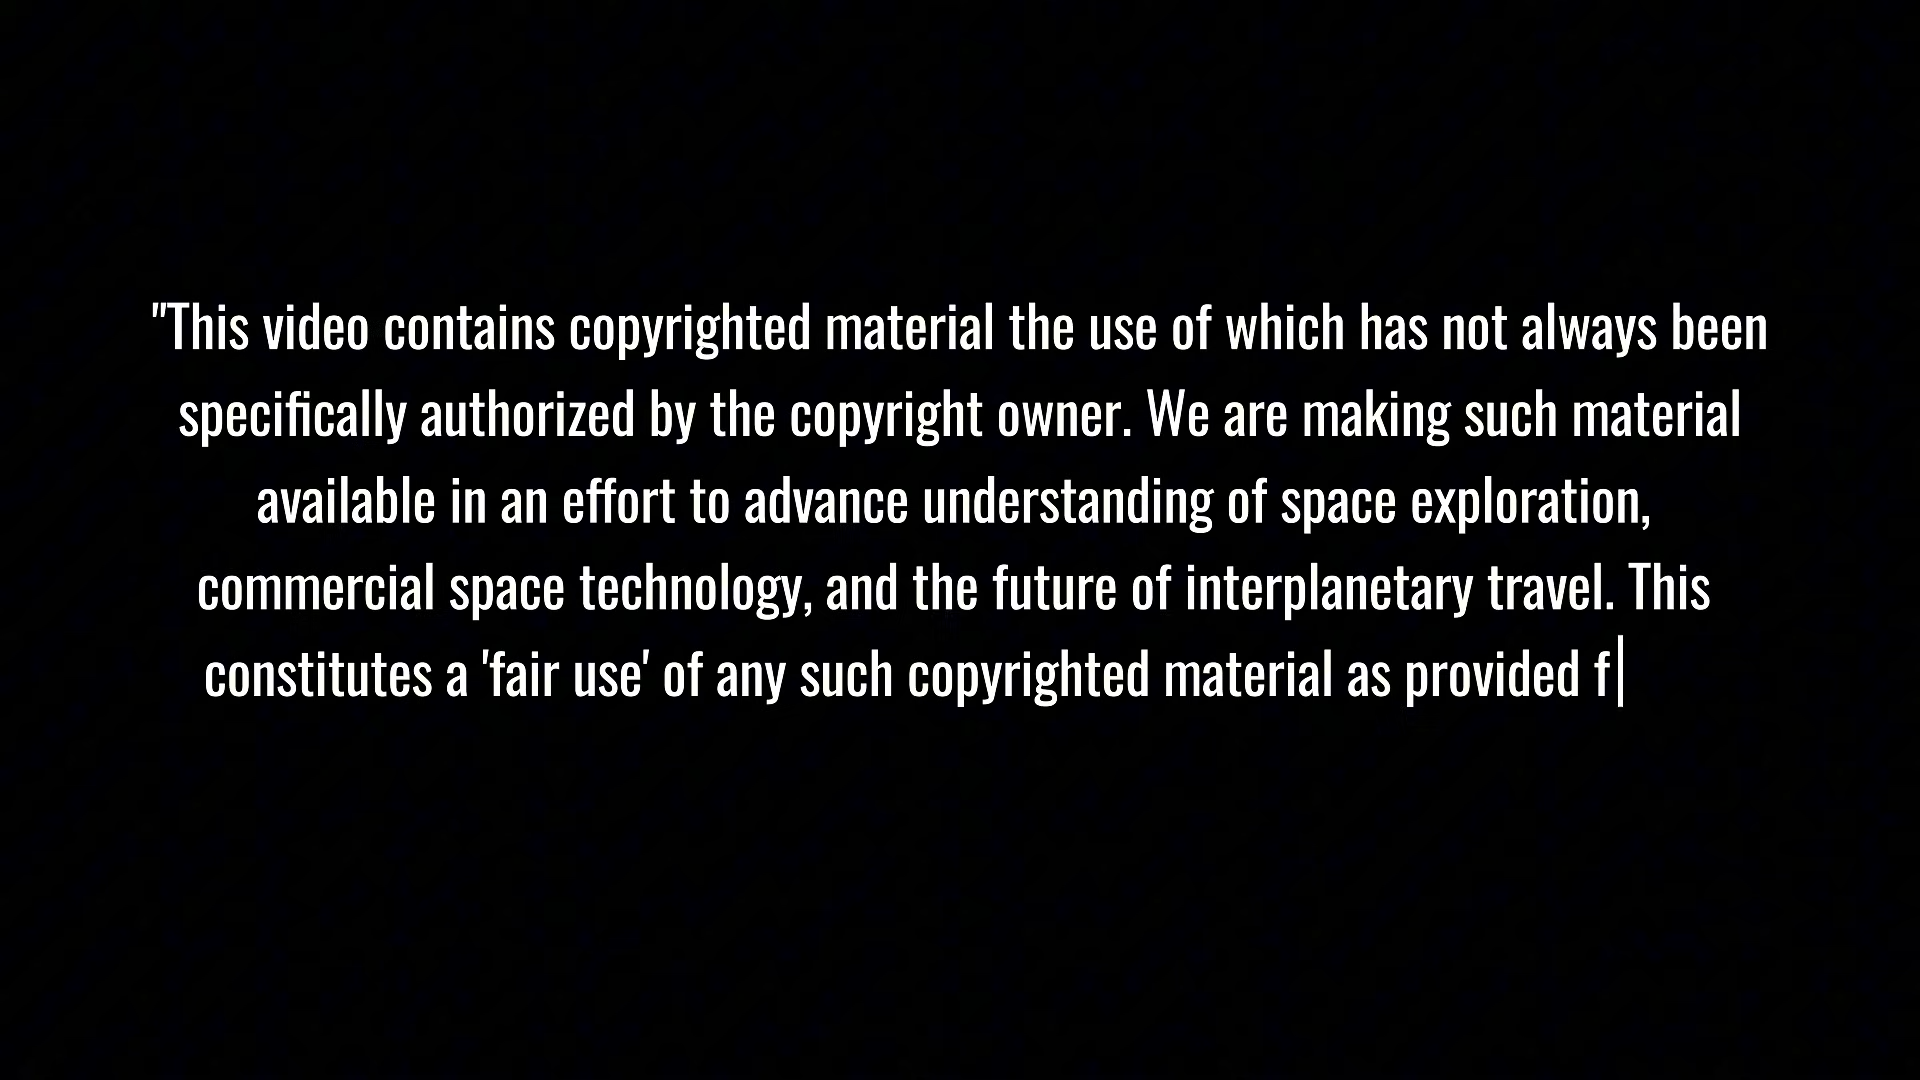 "This video contains copyrighted material the use of which has not always been
specifically authorized by the copyright owner. We are making such material
available in an effort to advance understanding of space exploration,
commercial space technology, and the future of interplanetary travel. This
constitutes a 'fair use' of any such copyrighted material as provided f